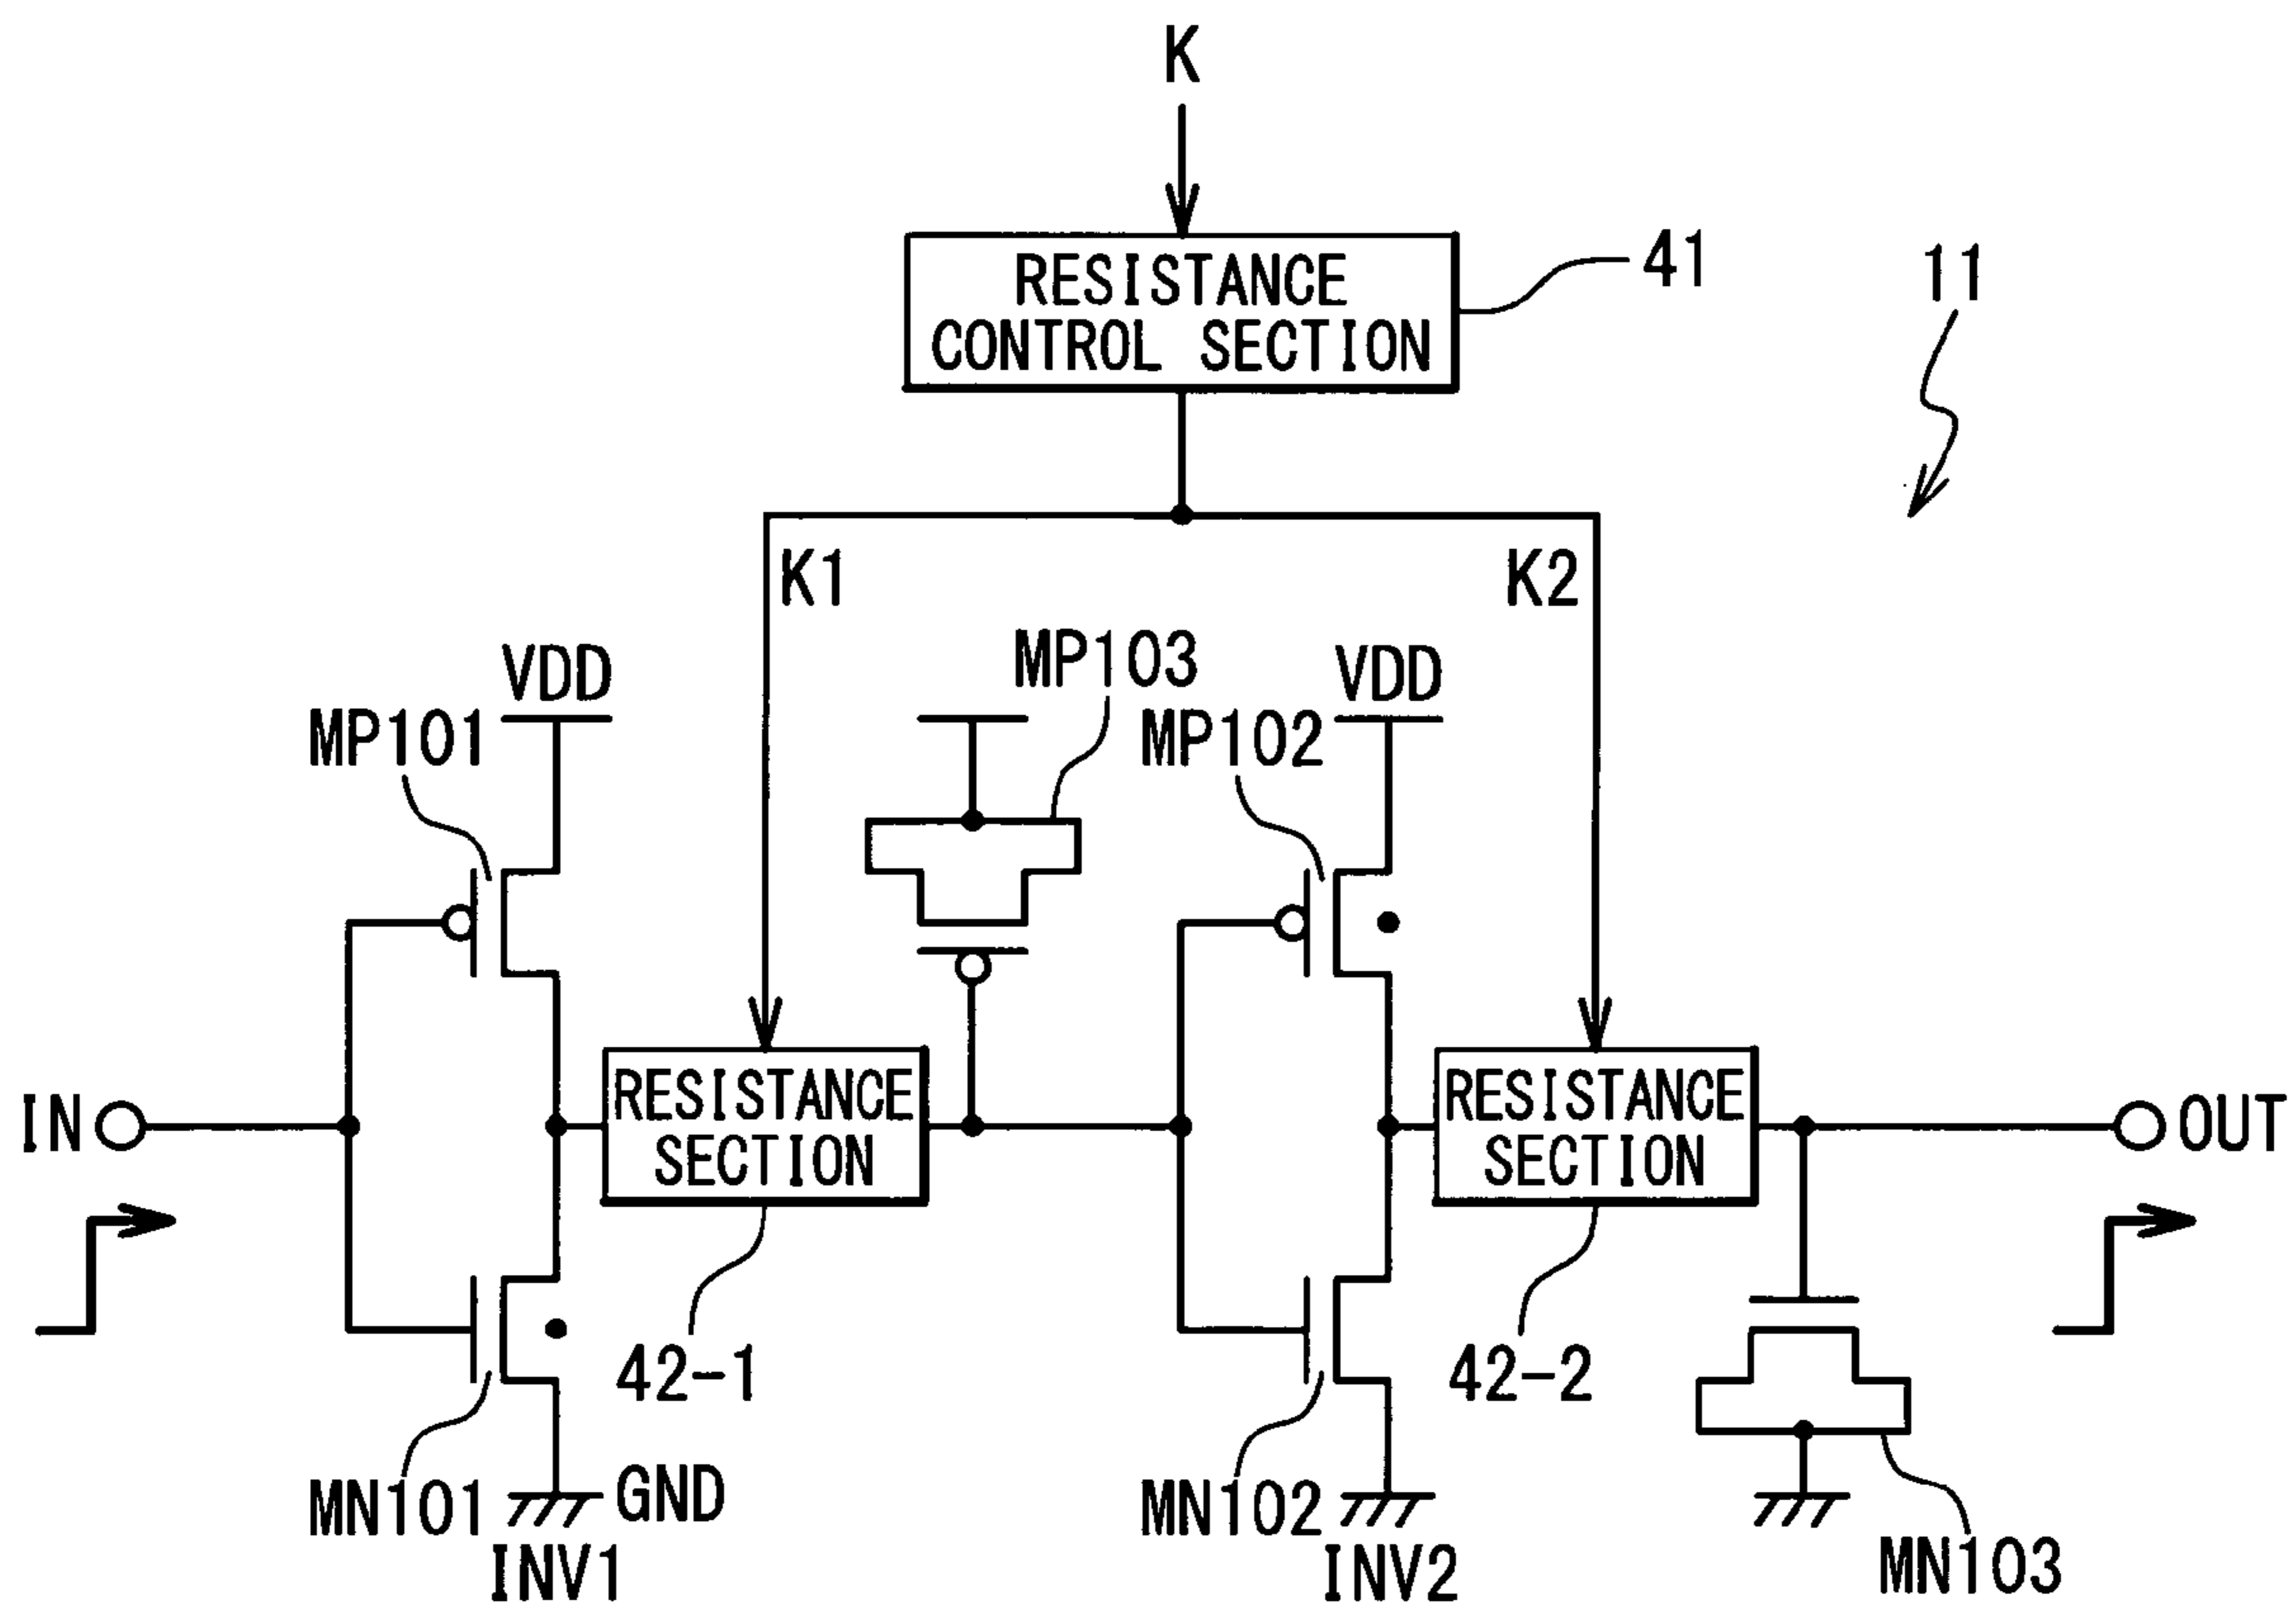 K
RESISTANCE
CONTROL SECTION
41
11
K1
K2
VDD
MP103
VDD
MP101
MP102
IN
RESISTANCE
SECTION
RESISTANCE
SECTION
OUT
42-1
42-2
MN101
GND
MN102
INV1
INV2
MN103